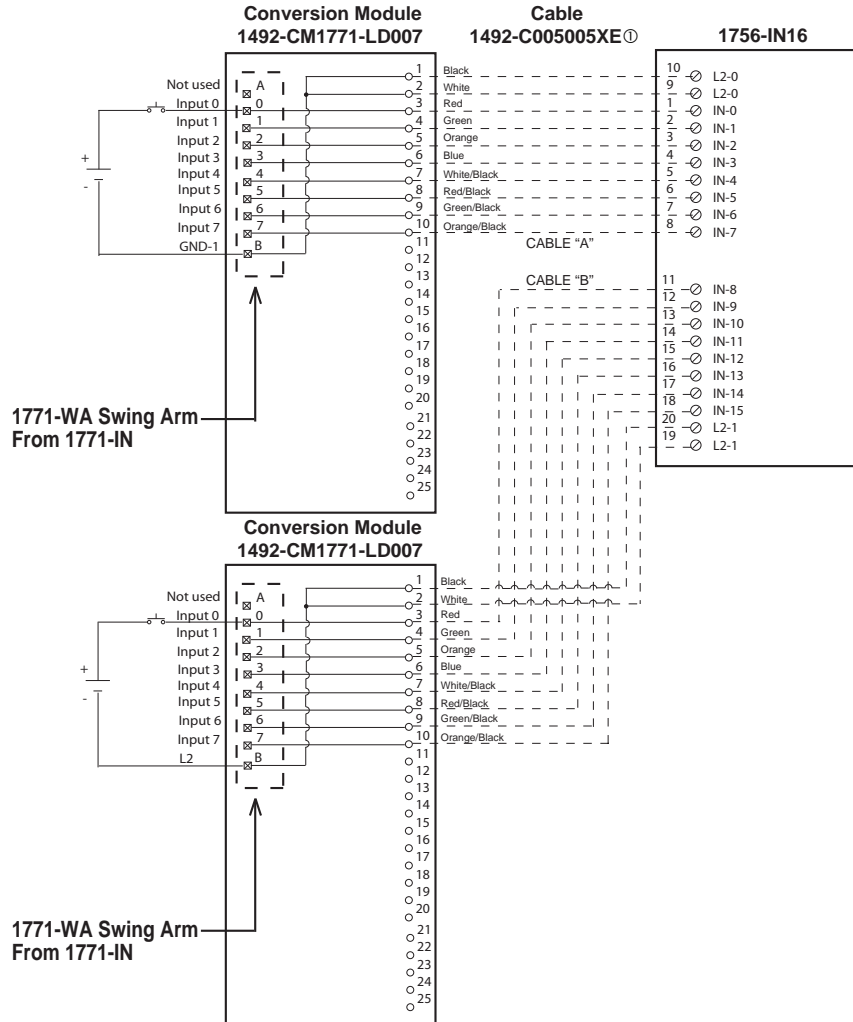 Conversion Module
1492-CM1771-LD007
Cable
1492-C005005XE①
1756-IN16
Not used A
Input 0 0
Input 1 1
Input 2 2
Input 3 3
Input 4 4
Input 5 5
Input 6 6
Input 7 7
GND-1 B
+
-
1 Black 10 L2-0
2 White 9 L2-0
3 Red 1 IN-0
4 Green 2 IN-1
5 Orange 3 IN-2
6 Blue 4 IN-3
7 White/Black 5 IN-4
8 Red/Black 6 IN-5
9 Green/Black 7 IN-6
10 Orange/Black 8 IN-7
CABLE “A”
11
12
13
14
15
16
17
18
19
20
21
22
23
24
25
CABLE “B”
11 IN-8
12 IN-9
13 IN-10
14 IN-11
15 IN-12
16 IN-13
17 IN-14
18 IN-15
20 L2-1
19 L2-1
1771-WA Swing Arm
From 1771-IN
Conversion Module
1492-CM1771-LD007
Not used A
Input 0 0
Input 1 1
Input 2 2
Input 3 3
Input 4 4
Input 5 5
Input 6 6
Input 7 7
L2 B
+
-
1 Black
2 White
3 Red
4 Green
5 Orange
6 Blue
7 White/Black
8 Red/Black
9 Green/Black
10 Orange/Black
11
12
13
14
15
16
17
18
19
20
21
22
23
24
25
1771-WA Swing Arm
From 1771-IN